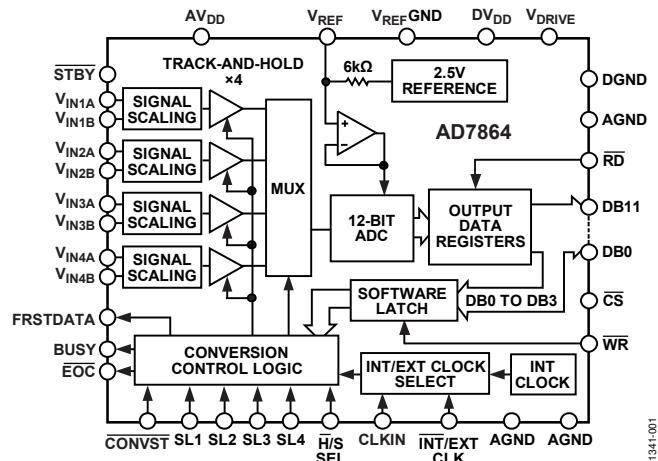 AVDD
VREF
VREFGND
DVDD
VDRIVE
STBY
TRACK-AND-HOLD
×4
6kΩ
2.5V
REFERENCE
DGND
VIN1A
VIN1B
SIGNAL
SCALING
AGND
AD7864
VIN2A
VIN2B
SIGNAL
SCALING
MUX
+
–
RD
VIN3A
VIN3B
SIGNAL
SCALING
12-BIT
ADC
OUTPUT
DATA
REGISTERS
DB11
VIN4A
VIN4B
SIGNAL
SCALING
DB0
SOFTWARE
LATCH
DB0 TO DB3
CS
FRSTDATA
WR
BUSY
EOC
CONVERSION
CONTROL LOGIC
INT/EXT CLOCK
SELECT
INT
CLOCK
CONVST
SL1
SL2
SL3
SL4
H/S
SEL
CLKIN
INT/EXT
CLK
AGND
AGND
1341-001